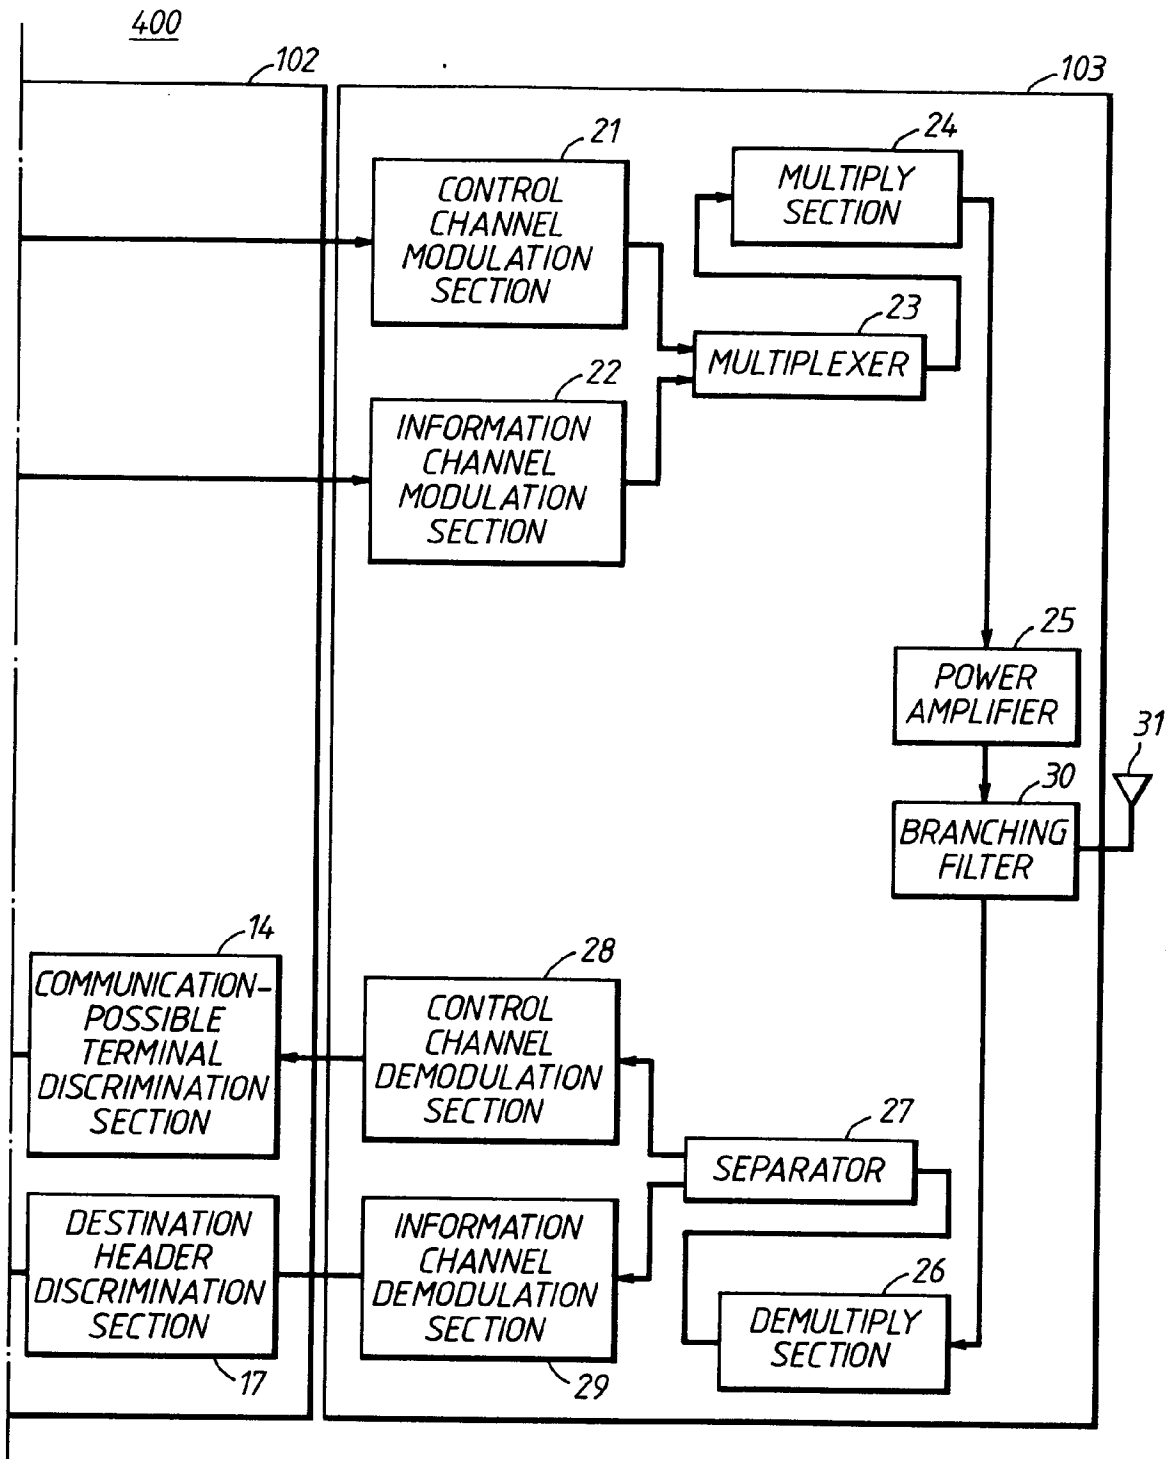 400
102
103
21
CONTROL
CHANNEL
MODULATION
SECTION
24
MULTIPLY
SECTION
23
MULTIPLEXER
22
INFORMATION
CHANNEL
MODULATION
SECTION
25
POWER
AMPLIFIER
31
30
BRANCHING
FILTER
14
COMMUNICATION-
POSSIBLE
TERMINAL
DISCRIMINATION
SECTION
28
CONTROL
CHANNEL
DEMODULATION
SECTION
27
SEPARATOR
DESTINATION
HEADER
DISCRIMINATION
SECTION
17
INFORMATION
CHANNEL
DEMODULATION
SECTION
29
26
DEMULTIPLY
SECTION